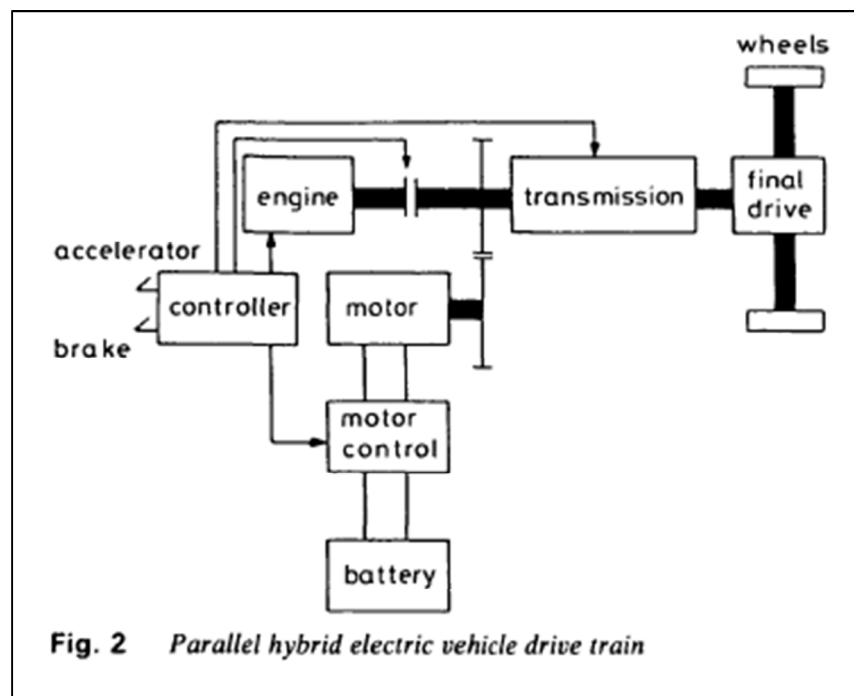 wheels
engine
transmission
final
drive
accelerator
controller
motor
brake
motor
control
battery
Fig. 2 Parallel hybrid electric vehicle drive train